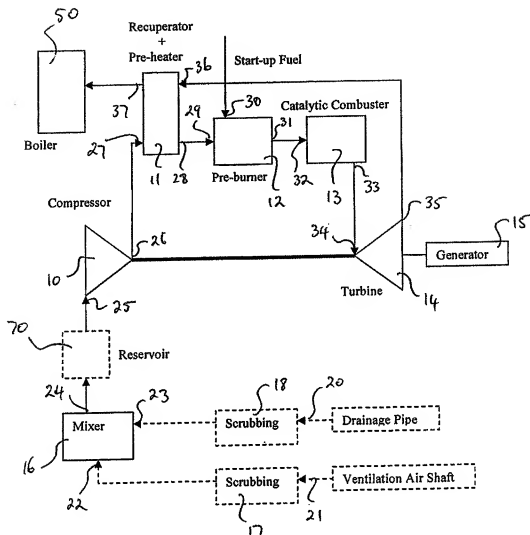 50
Recuperator
+
Pre-heater
36
Start-up Fuel
37
Boiler
27
11
28
29
30
Pre-burner
12
31
32
Catalytic Combuster
13
33
Compressor
10
26
25
34
35
Turbine
14
Generator
15
70
Reservoir
24
Mixer
16
23
22
18
Scrubbing
20
Drainage Pipe
Scrubbing
17
21
Ventilation Air Shaft